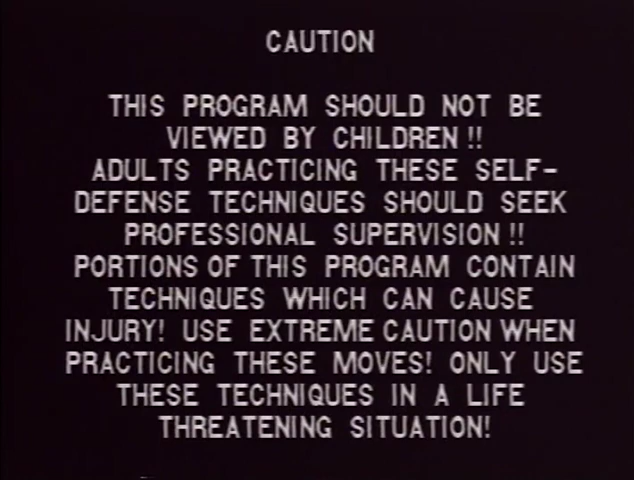 CAUTION
THIS PROGRAM SHOULD NOT BE
VIEWED BY CHILDREN !!
ADULTS PRACTICING THESE SELF-
DEFENSE TECHNIQUES SHOULD SEEK
PROFESSIONAL SUPERVISION !!
PORTIONS OF THIS PROGRAM CONTAIN
TECHNIQUES WHICH CAN CAUSE
INJURY! USE EXTREME CAUTION WHEN
PRACTICING THESE MOVES! ONLY USE
THESE TECHNIQUES IN A LIFE
THREATENING SITUATION!